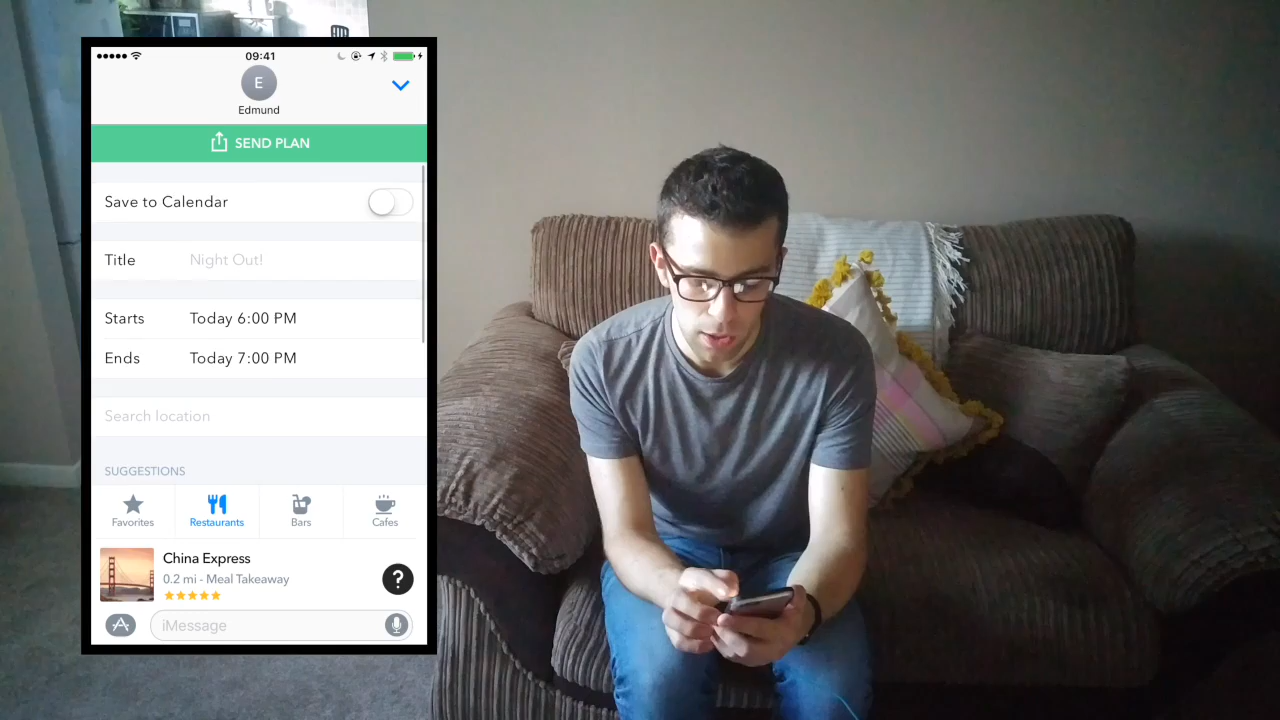 09:41
E
Edmund
SEND PLAN
Save to Calendar
Title Night Out!
Starts Today 6:00 PM
Ends Today 7:00 PM
Search location
SUGGESTIONS
Favorites Restaurants Bars Cafes
China Express
0.2 mi - Meal Takeaway
?
iMessage